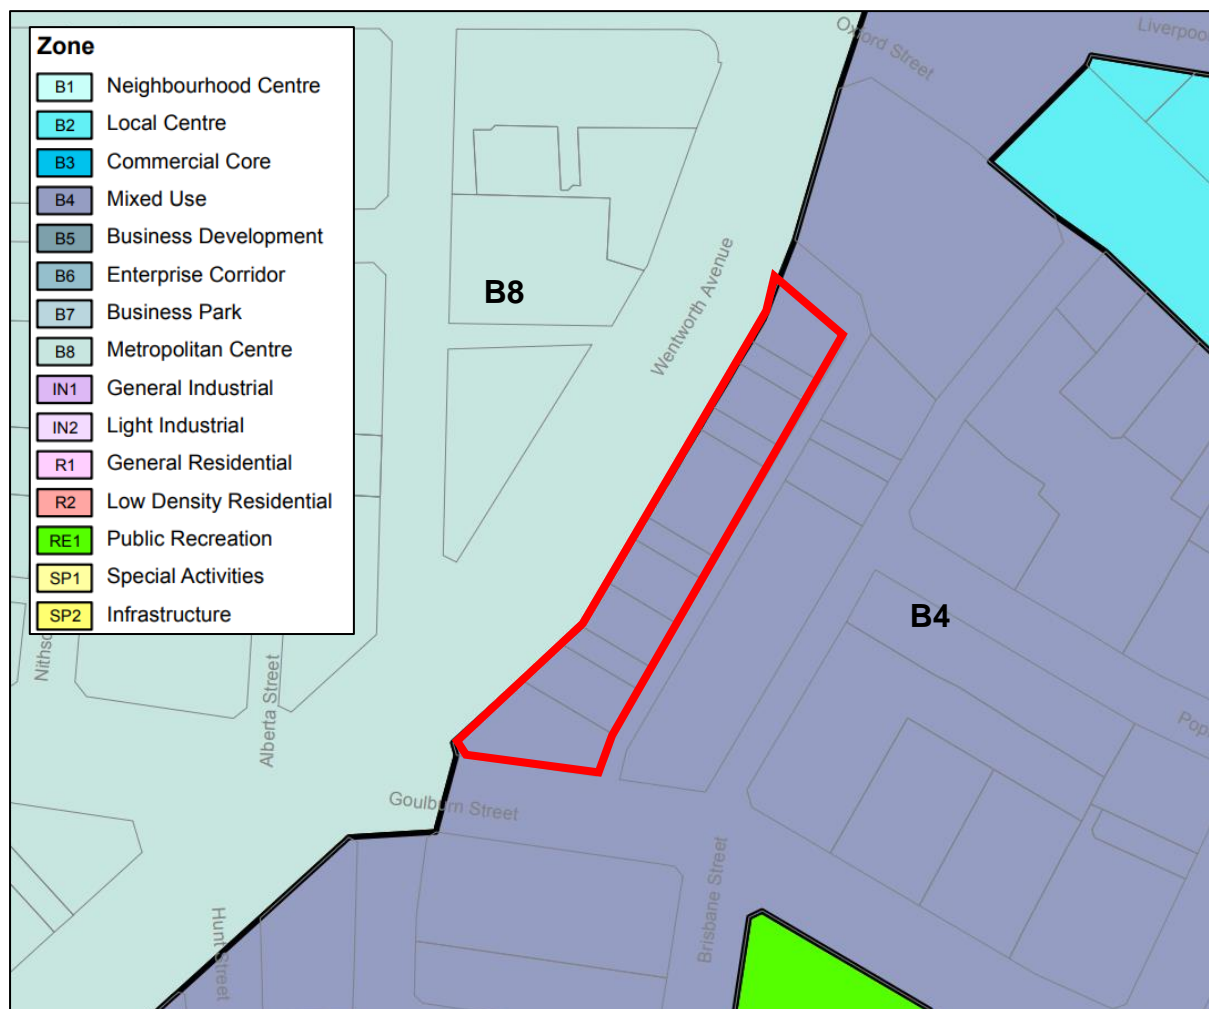 Zone
B1 Neighbourhood Centre
B2 Local Centre
B3 Commercial Core
B4 Mixed Use
B5 Business Development
B6 Enterprise Corridor
B7 Business Park
B8 Metropolitan Centre
IN1 General Industrial
IN2 Light Industrial
R1 General Residential
R2 Low Density Residential
RE1 Public Recreation
SP1 Special Activities
SP2 Infrastructure
Oxford Street
Liverpoo
Wentworth Avenue
B8
B4
Nithsc
Alberta Street
Pop
Goulburn Street
Brisbane Street
Hunt Street